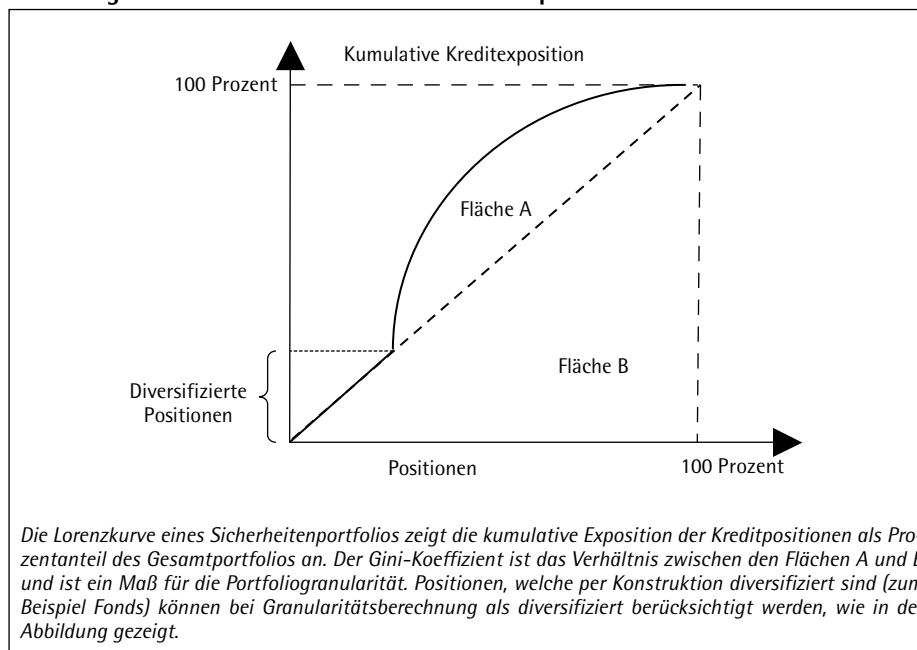 Kumulative Kreditexposition
100 Prozent
Fläche A
Fläche B
Diversifizierte
Positionen
Positionen
100 Prozent
Die Lorenzkurve eines Sicherheitenportfolios zeigt die kumulative Exposition der Kreditpositionen als Pro-
zentanteil des Gesamtportfolios an. Der Gini-Koeffizient ist das Verhältnis zwischen den Flächen A und
und ist ein Maß für die Portfoliogranularität. Positionen, welche per Konstruktion diversifiziert sind (zum
Beispiel Fonds) können bei Granularitätsberechnung als diversifiziert berücksichtigt werden, wie in de
Abbildung gezeigt.